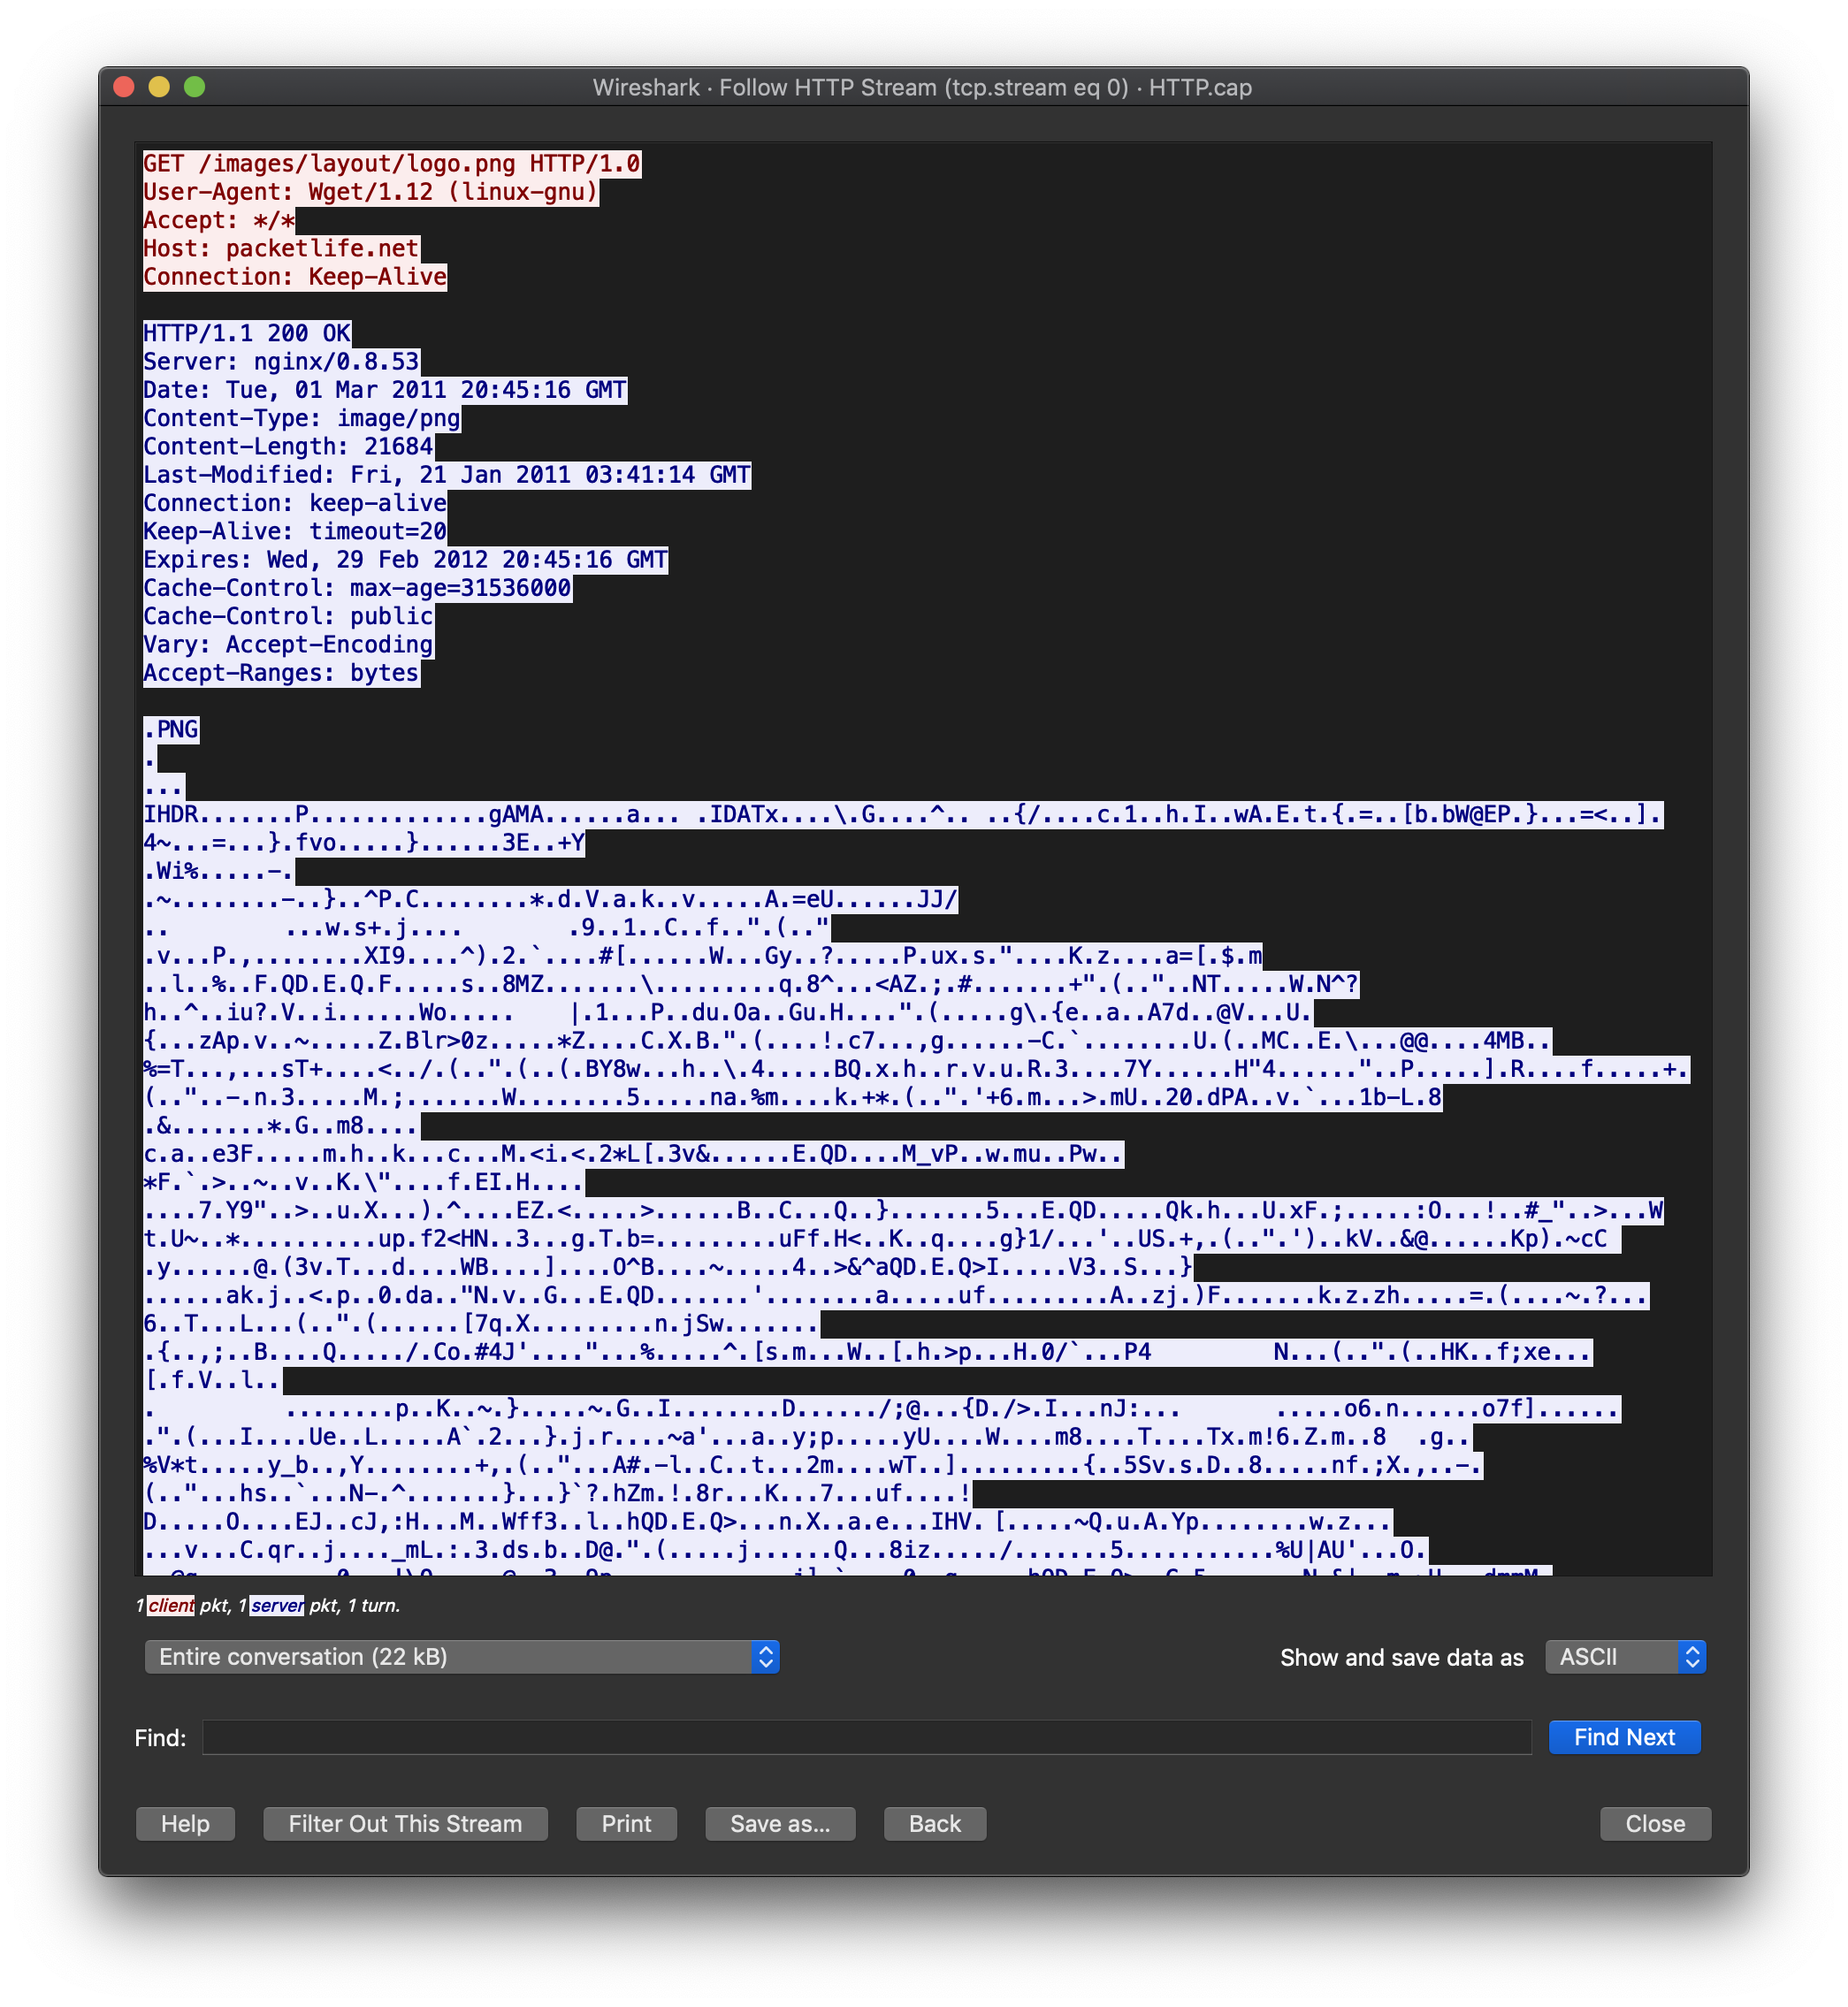 Wireshark · Follow HTTP Stream (tcp.stream eq 0) · HTTP.cap
GET /images/layout/logo.png HTTP/1.0
User-Agent: Wget/1.12 (linux-gnu)
Accept: */*
Host: packetlife.net
Connection: Keep-Alive
HTTP/1.1 200 OK
Server: nginx/0.8.53
Date: Tue, 01 Mar 2011 20:45:16 GMT
Content-Type: image/png
Content-Length: 21684
Last-Modified: Fri, 21 Jan 2011 03:41:14 GMT
Connection: keep-alive
Keep-Alive: timeout=20
Expires: Wed, 29 Feb 2012 20:45:16 GMT
Cache-Control: max-age=31536000
Cache-Control: public
Vary: Accept-Encoding
Accept-Ranges: bytes
.PNG
.
...
IHDR.......P.............gAMA......a... .IDATx....\.G....^.. ..{/....c.1..h.I..wA.E.t.{.=..[b.bW@EP.}...=<..].
4~...=...}.fvo.....}......3E..+Y
.Wi%.....-.
.~........-..}..^P.C........*.d.V.a.k..v.....A.=eU......JJ/
..	...w.s+.j....	.9..1..C..f..".(.."
.v...P.,........XI9....^).2.`....#[......W...Gy..?.....P.ux.s."....K.z....a=[.$.m
..l..%..F.QD.E.Q.F.....s..8MZ.......\.........q.8^...<AZ.;.#.......+".(.."..NT.....W.N^?
h..^..iu?.V..i......Wo.....	|.1...P..du.Oa..Gu.H....".(.....g\.{e..a..A7d..@V...U.
{...zAp.v..~.....Z.Blr>0z.....*Z....C.X.B.".(....!.c7...,g......-C.`........U.(..MC..E.\...@@....4MB..
%=T...,...sT+....<../.(..".(..(.BY8w...h..\.4.....BQ.x.h..r.v.u.R.3....7Y......H"4......"..P.....].R....f.....+.
(.."..-.n.3.....M.;.......W........5.....na.%m....k.+*.(..".'+6.m...>.mU..20.dPA..v.`...1b-L.8
.&.......*.G..m8....
c.a..e3F.....m.h..k...c...M.<i.<.2*L[.3v&......E.QD....M_vP..w.mu..Pw..
*F.`.>..~..v..K.\"....f.EI.H....
....7.Y9"..>..u.X...).^....EZ.<.....>......B..C...Q..}.......5...E.QD.....Qk.h...U.xF.;.....:O...!..#_"..>...W
t.U~..*..........up.f2<HN..3...g.T.b=.........uFf.H<..K..q....g}1/...'..US.+,.(..".')..kV..&@......Kp).~cC
.y......@.(3v.T...d....WB....]....O^B....~.....4..>&^aQD.E.Q>I.....V3..S...}
......ak.j..<.p..0.da.."N.v..G...E.QD.......'........a.....uf.........A..zj.)F.......k.z.zh.....=.(....~.?...
6..T...L...(..".(......[7q.X.........n.jSw.......
.{..,;..B....Q...../.Co.#4J'...."...%.....^.[s.m...W..[.h.>p...H.0/`...P4	N...(..".(..HK..f;xe...
[.f.V..l..
.	........p..K..~.}.....~.G..I........D....../;@...{D./>.I...nJ:...	.....o6.n......o7f]......
.".(...I....Ue..L.....A`.2...}.j.r....~a'...a..y;p.....yU....W....m8....T....Tx.m!6.Z.m..8	.g..
%V*t.....y_b..,Y........+,.(.."...A#.-l..C..t...2m....wT..].........{..5Sv.s.D..8.....nf.;X.,..-.
(.."...hs..`...N-.^.......}...}`?.hZm.!.8r...K...7...uf....!
D.....O....EJ..cJ,:H...M..Wff3..l..hQD.E.Q>...n.X..a.e...IHV. [.....~Q.u.A.Yp........w.z...
...v...C.qr..j...._mL.:.3.ds.b..D@.".(.....j......Q...8iz...../.......5...........%U|AU'...O.
1 client pkt, 1 server pkt, 1 turn.
Entire conversation (22 kB)
Show and save data as ASCII
Find:
Find Next
Help
Filter Out This Stream
Print
Save as...
Back
Close